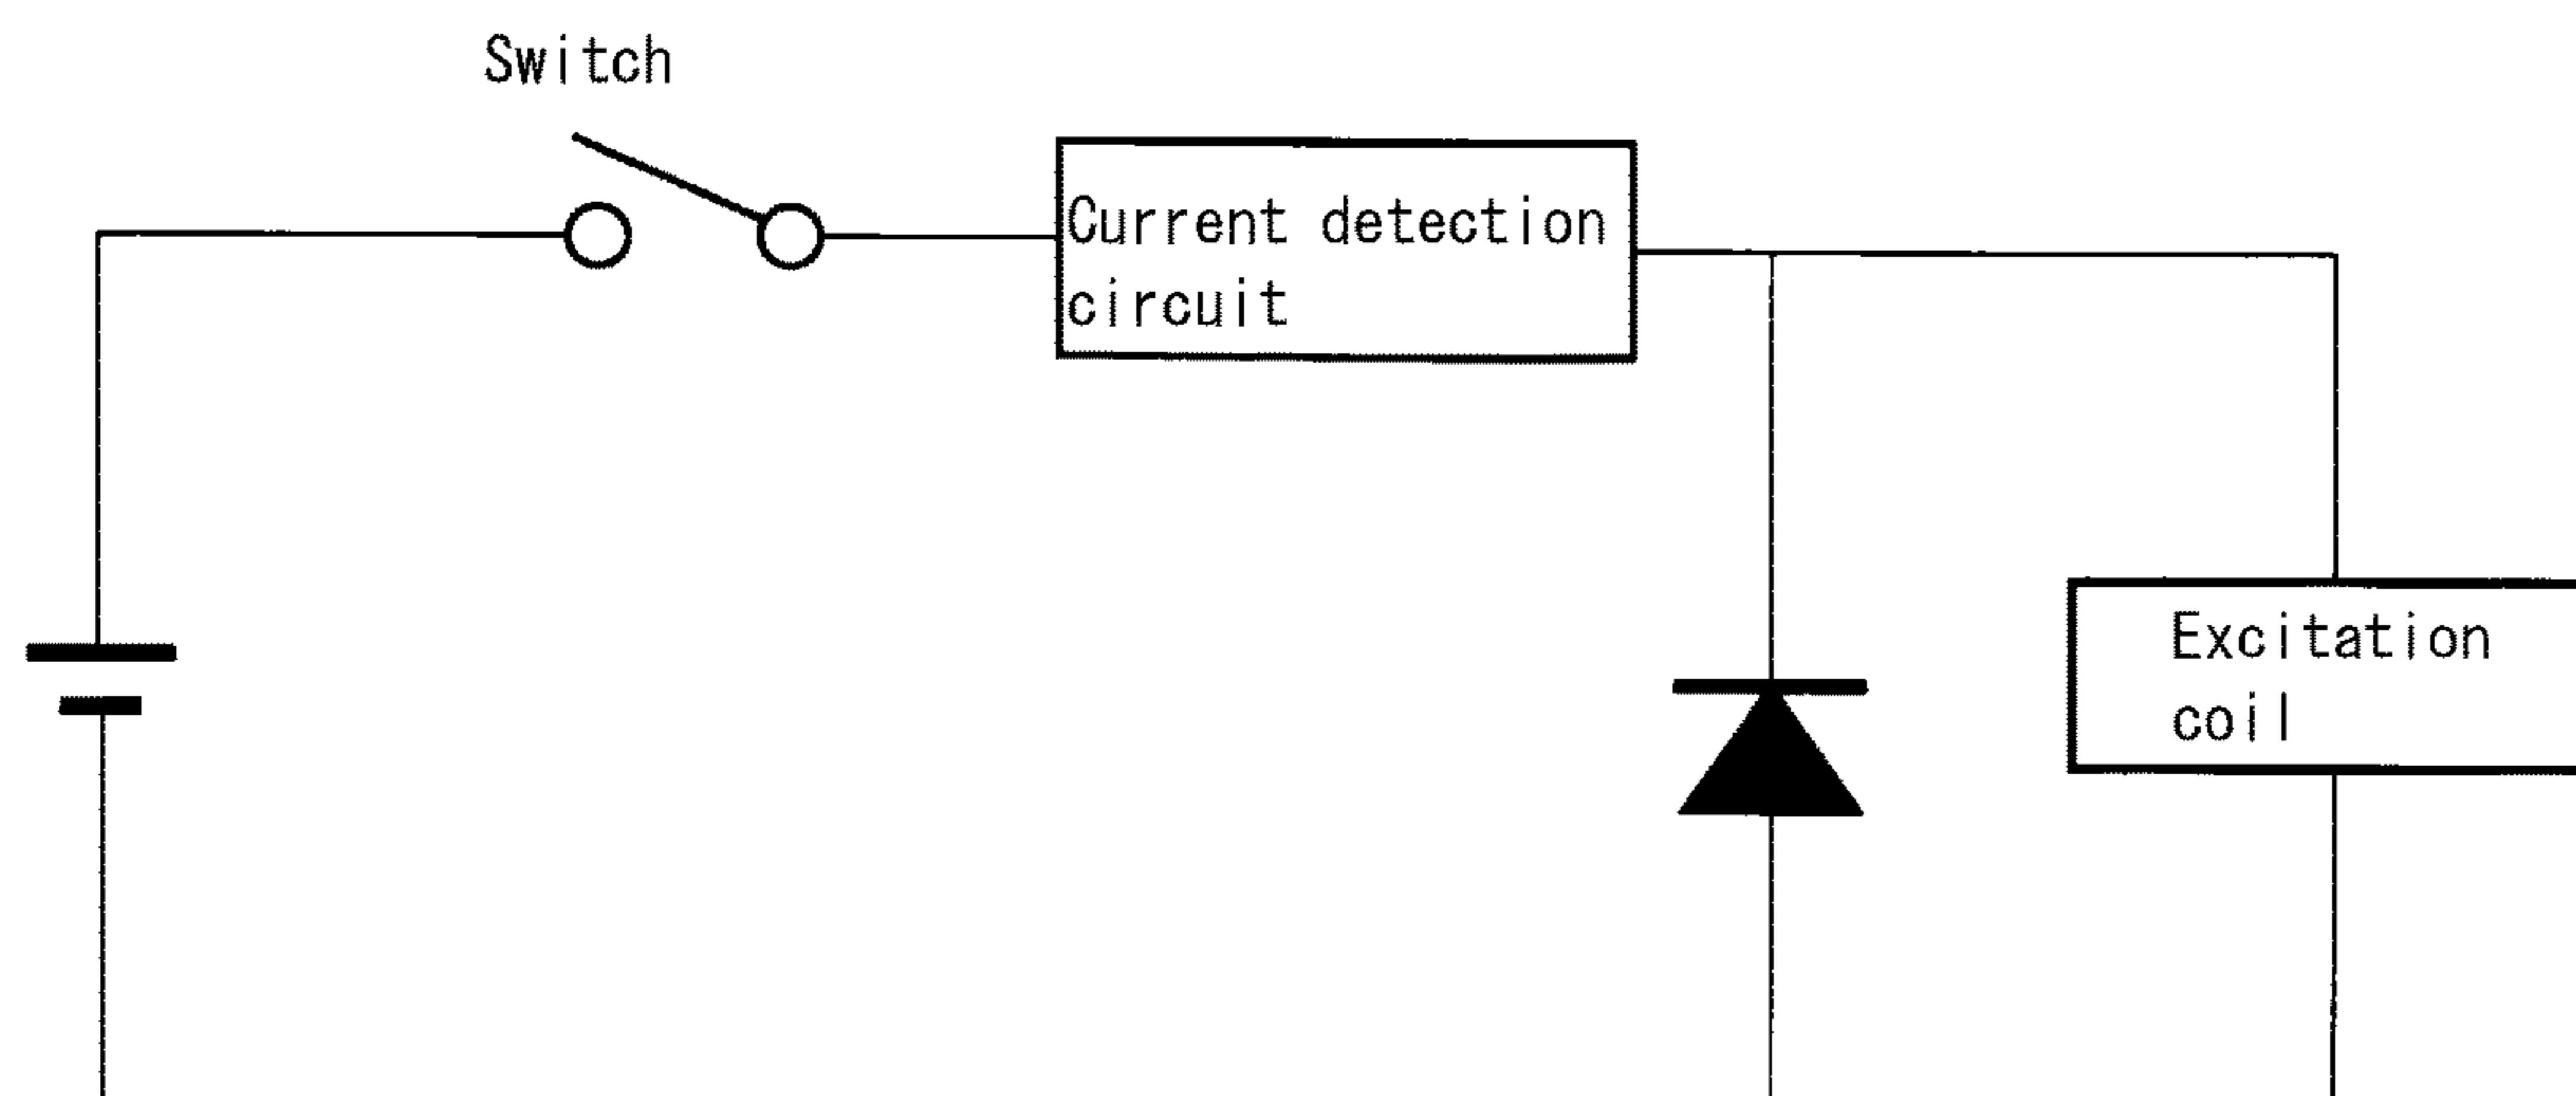 Switch
Current detection
circuit
Excitation
coil